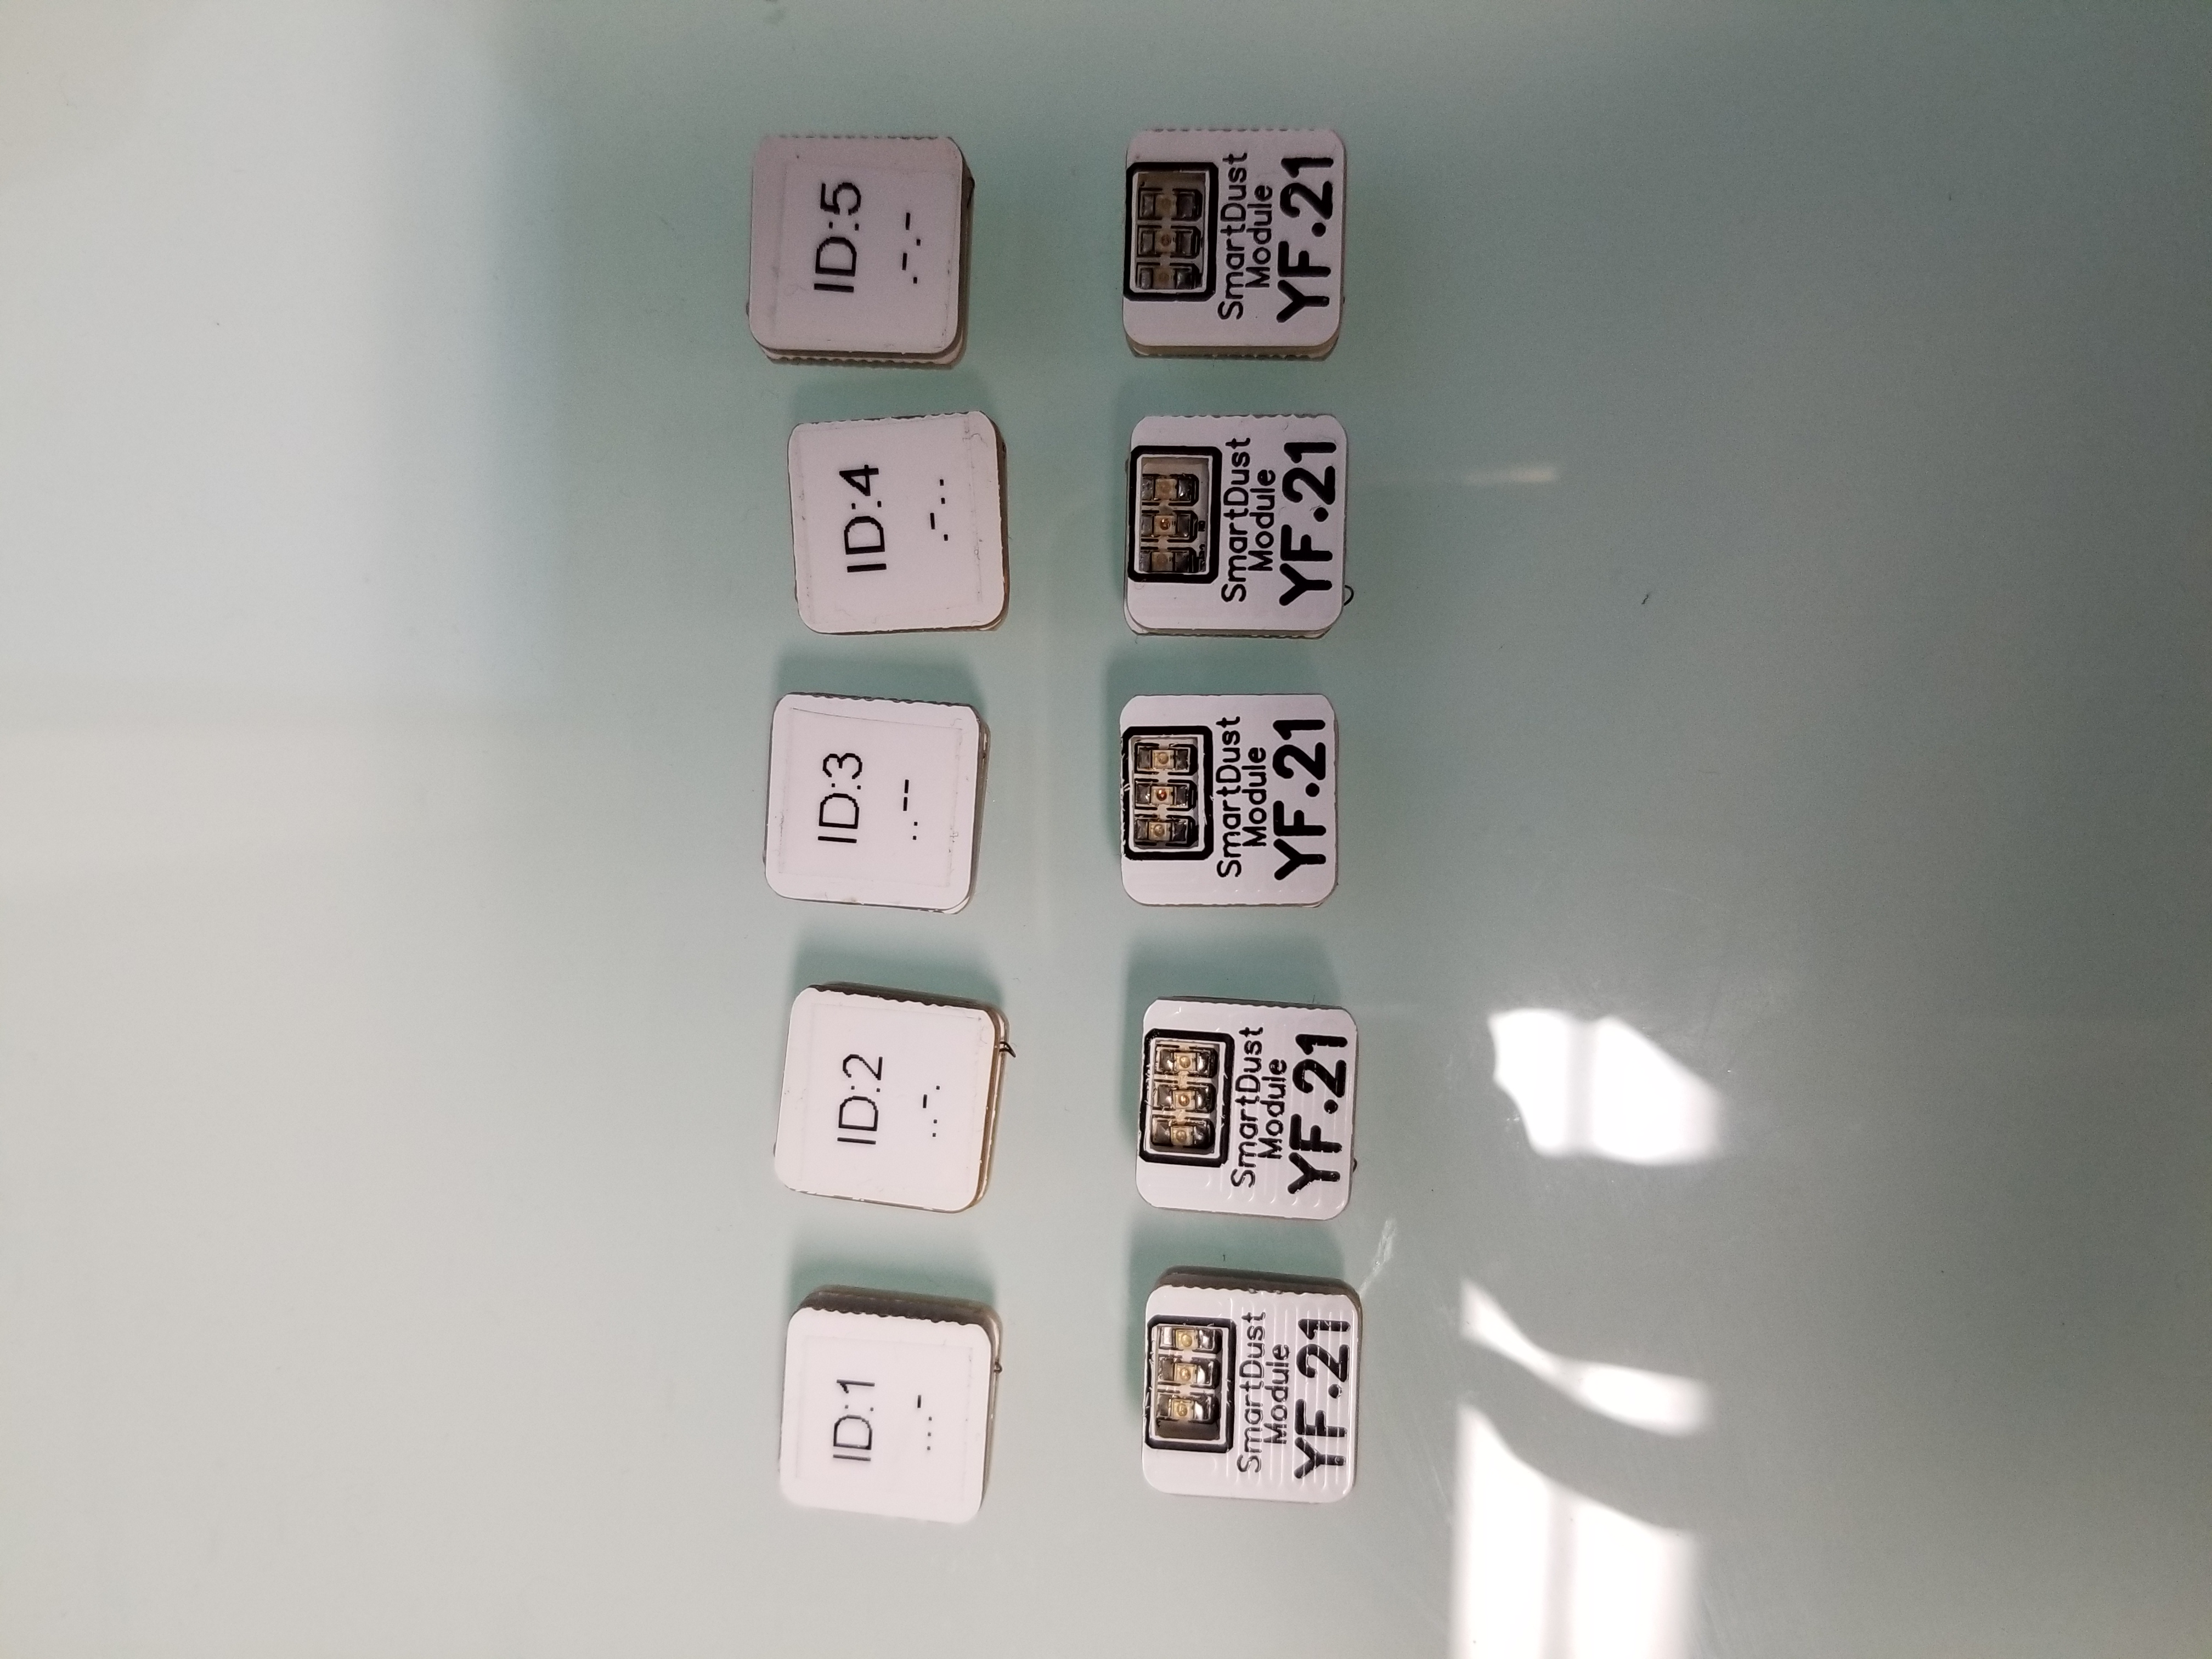 ID:1
...-
ID:2
..-.
ID:3
..--
ID:4
.-..
ID:5
.-.-
SmartDust
Module
YF.21
SmartDust
Module
YF.21
SmartDust
Module
YF.21
SmartDust
Module
YF.21
SmartDust
Module
YF.21